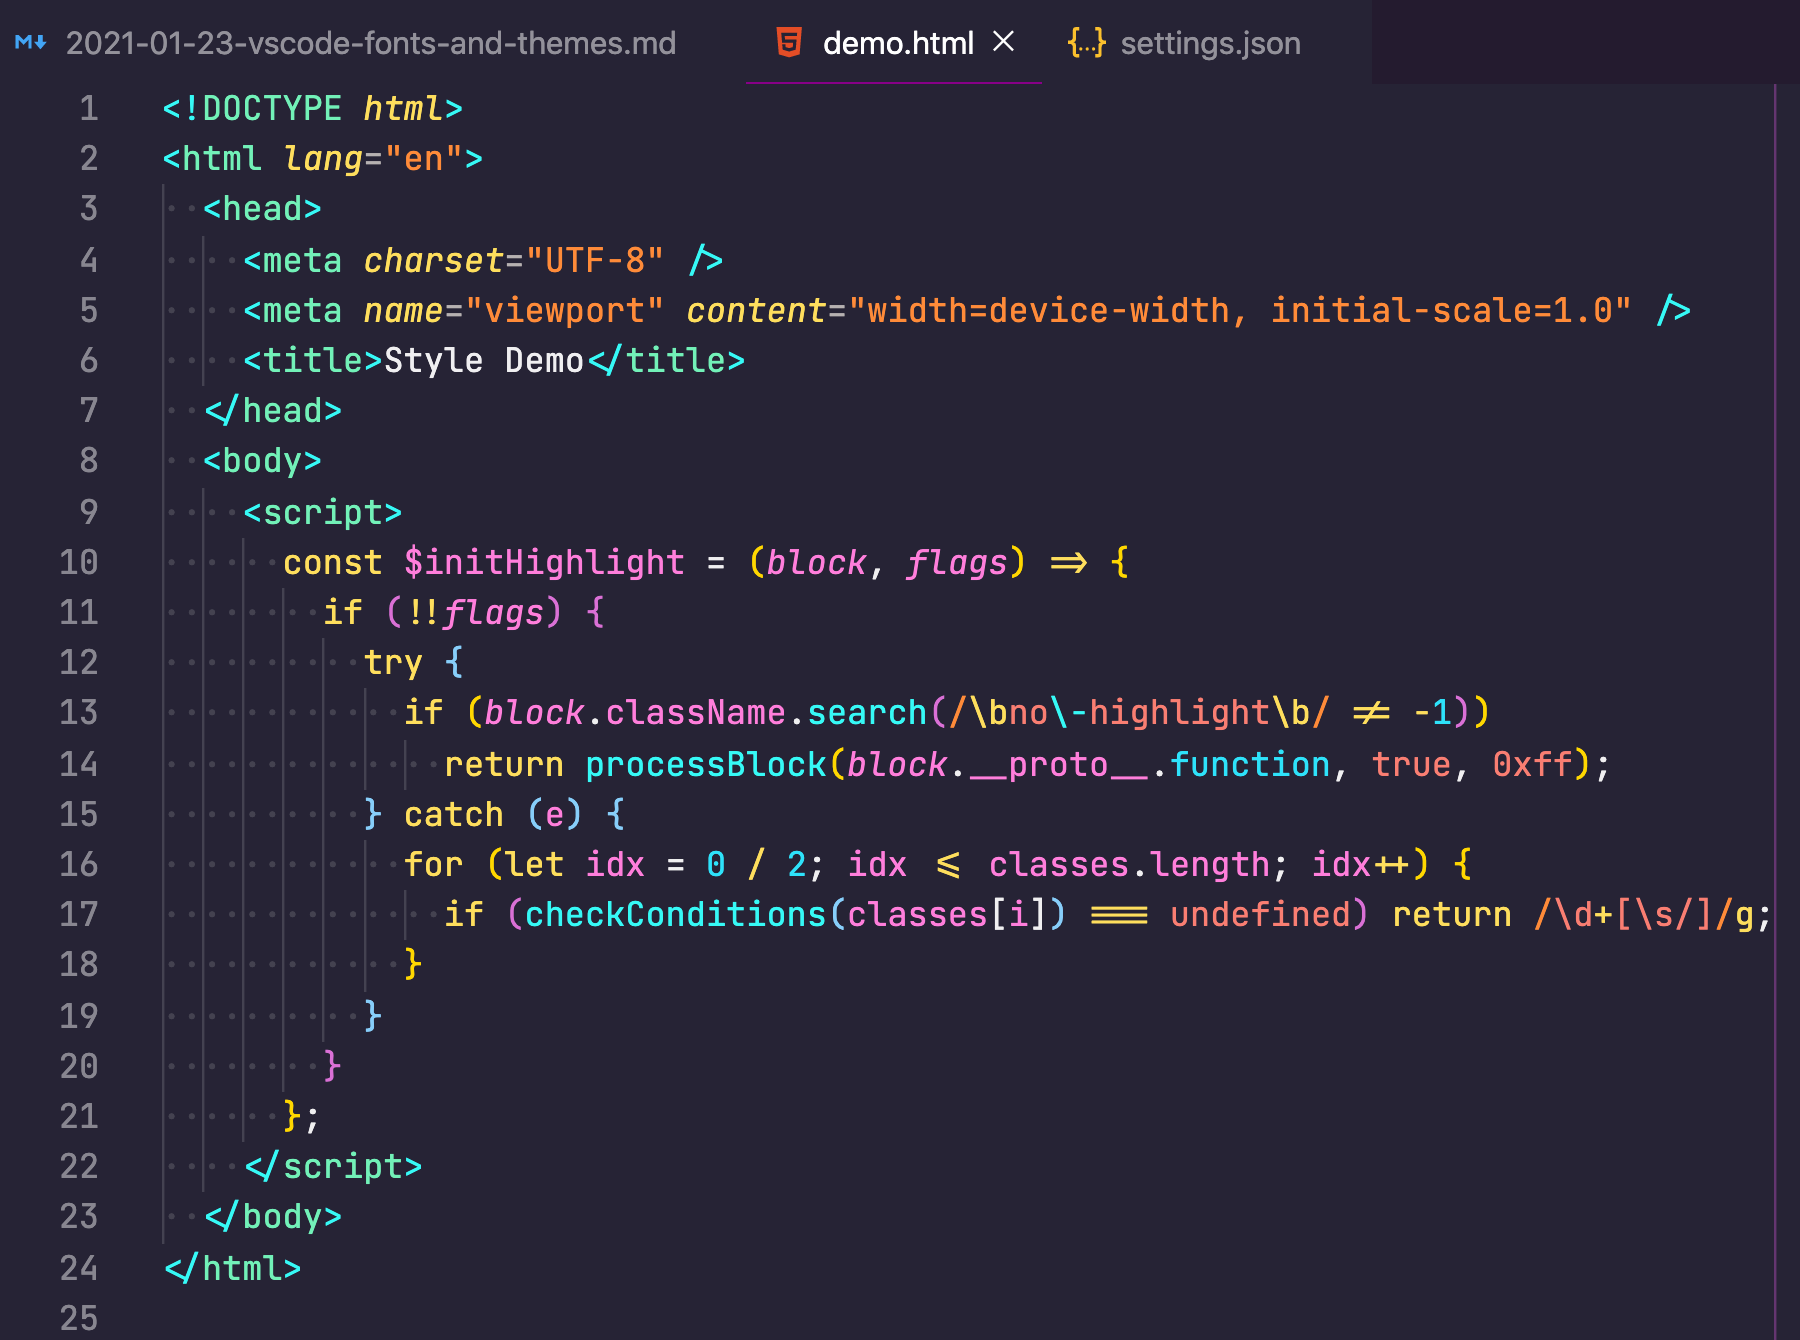 2021-01-23-vscode-fonts-and-themes.md demo.html settings.json
1 <!DOCTYPE html>
2 <html lang="en">
3   <head>
4     <meta charset="UTF-8" />
5     <meta name="viewport" content="width=device-width, initial-scale=1.0" />
6     <title>Style Demo</title>
7   </head>
8   <body>
9     <script>
10       const $initHighlight = (block, flags) => {
11         if (!!flags) {
12           try {
13             if (block.className.search(/\bno\-highlight\b/ != -1))
14               return processBlock(block.__proto__.function, true, 0xff);
15           } catch (e) {
16             for (let idx = 0 / 2; idx <= classes.length; idx++) {
17               if (checkConditions(classes[i]) === undefined) return /\d+[\s/]/g;
18             }
19           }
20         }
21       };
22     </script>
23   </body>
24 </html>
25